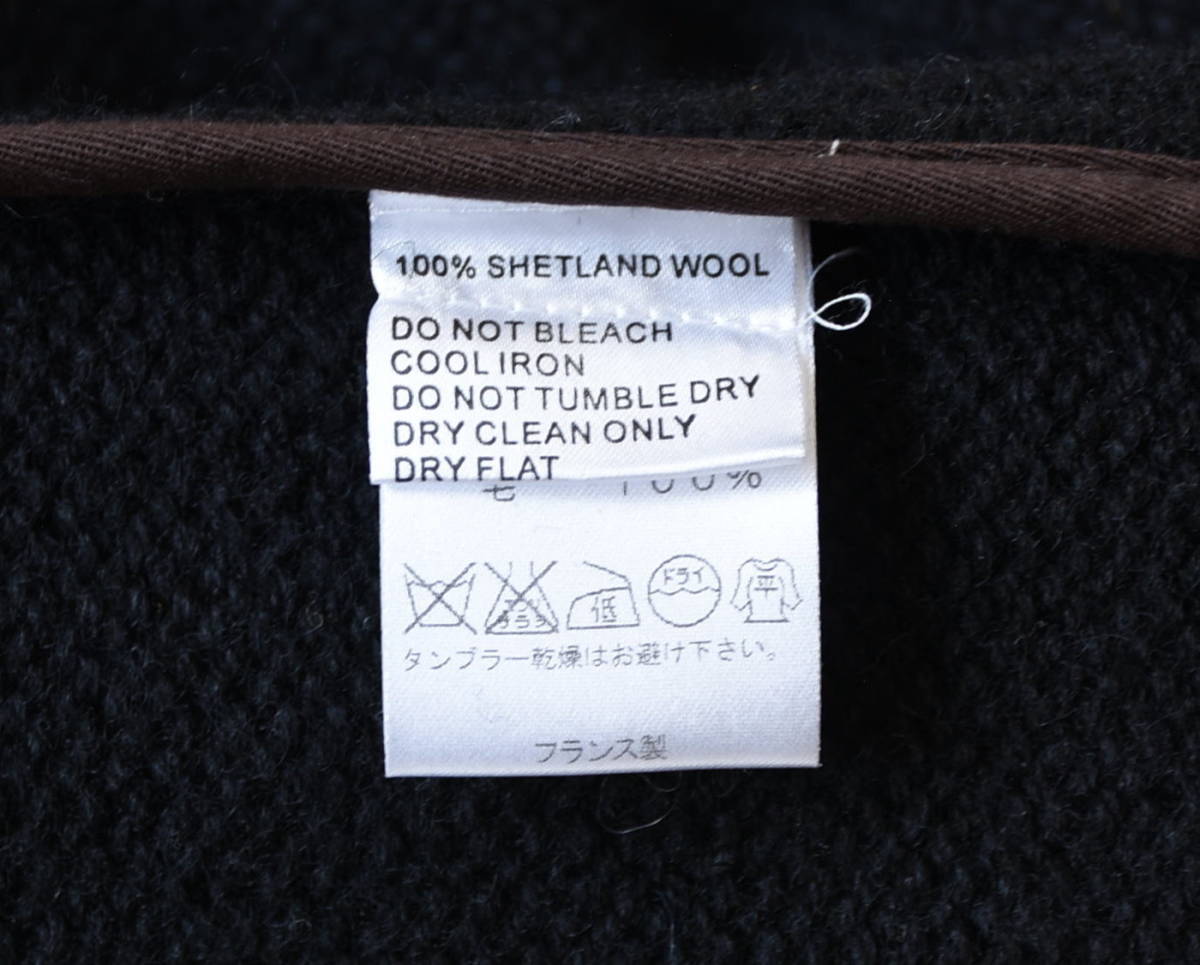 100% SHETLAND WOOL
DO NOT BLEACH
COOL IRON
DO NOT TUMBLE DRY
DRY CLEAN ONLY
DRY FLAT
100%
ドライ
低
平
タンブラー乾燥はお避け下さい。
フランス製